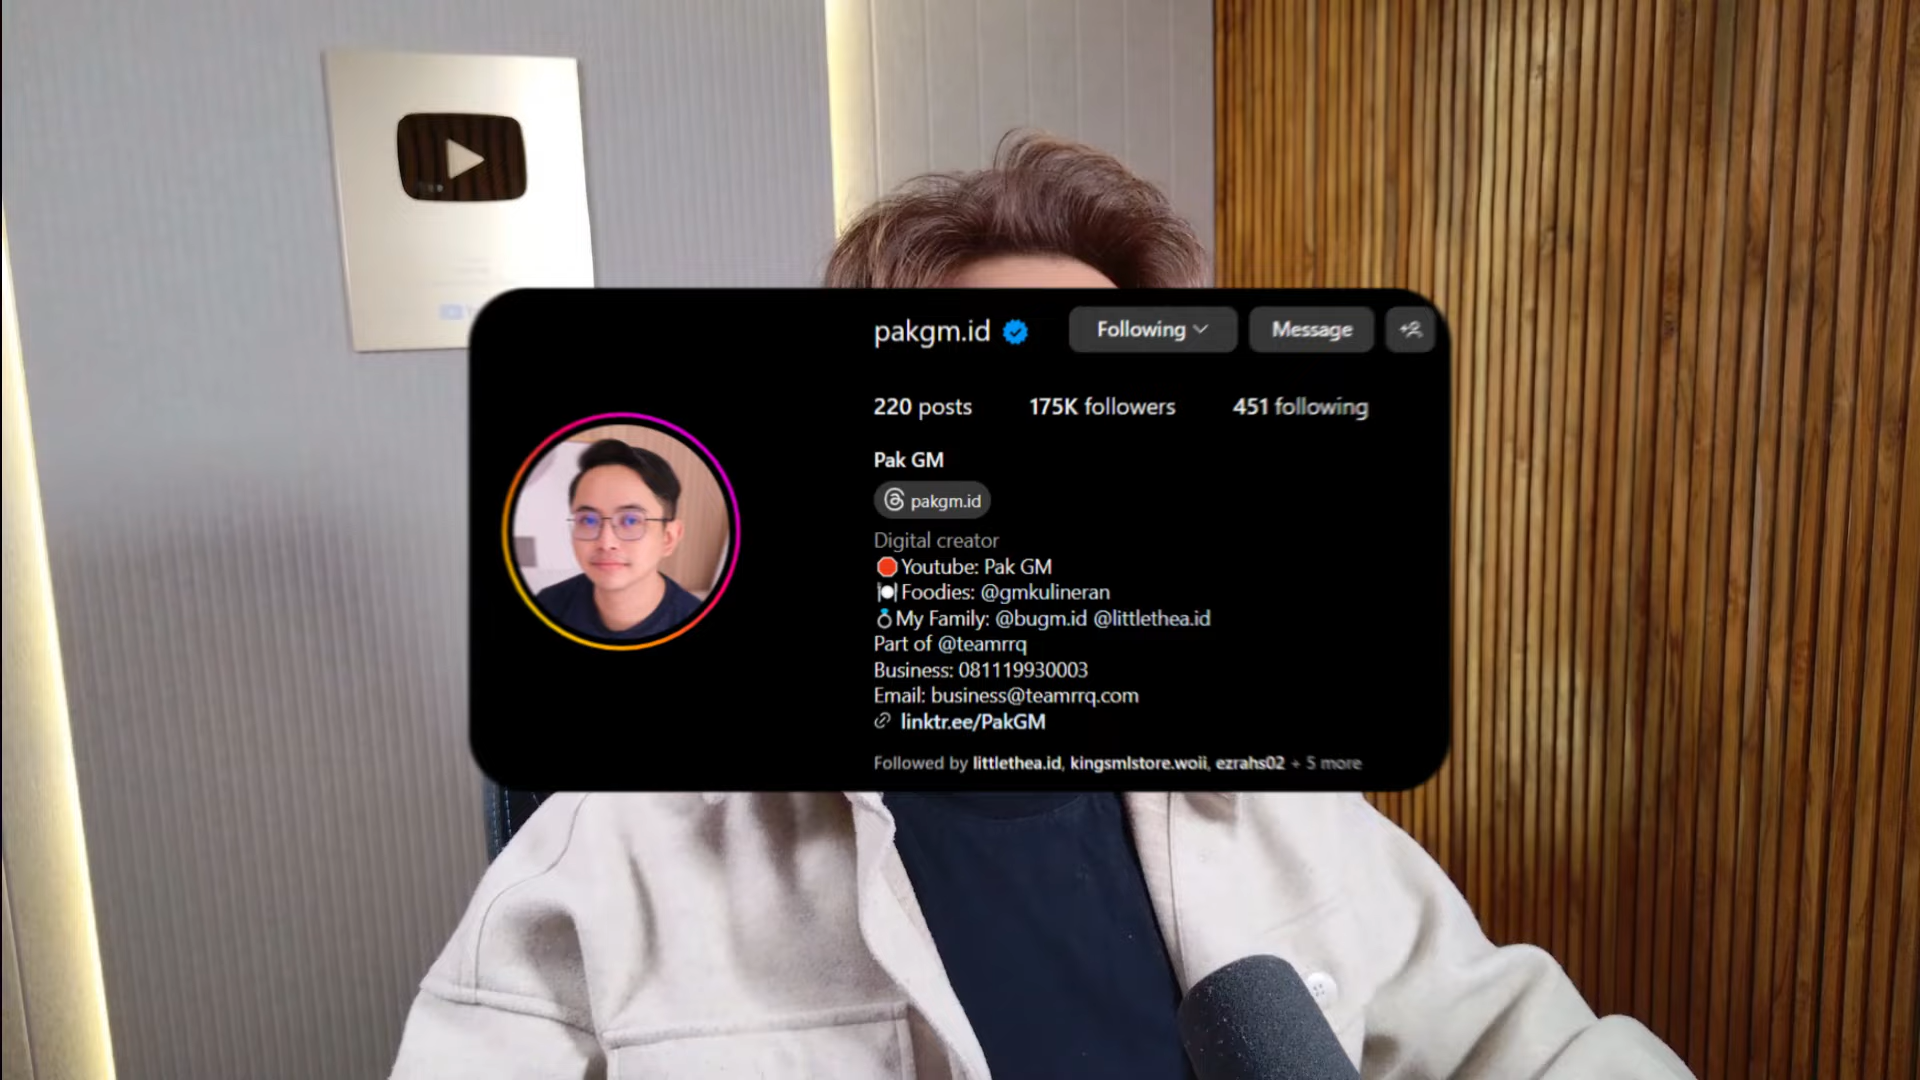 pakgm.id
Following
Message
220 posts
175K followers
451 following
Pak GM
pakgm.id
Digital creator
Youtube: Pak GM
Foodies: @gmkulineran
My Family: @bugm.id @littlethea.id
Part of @teamrrq
Business: 081119930003
Email: business@teamrrq.com
linktr.ee/PakGM
Followed by littlethea.id, kingsmlstore.woii, ezrahs02 + 5 more